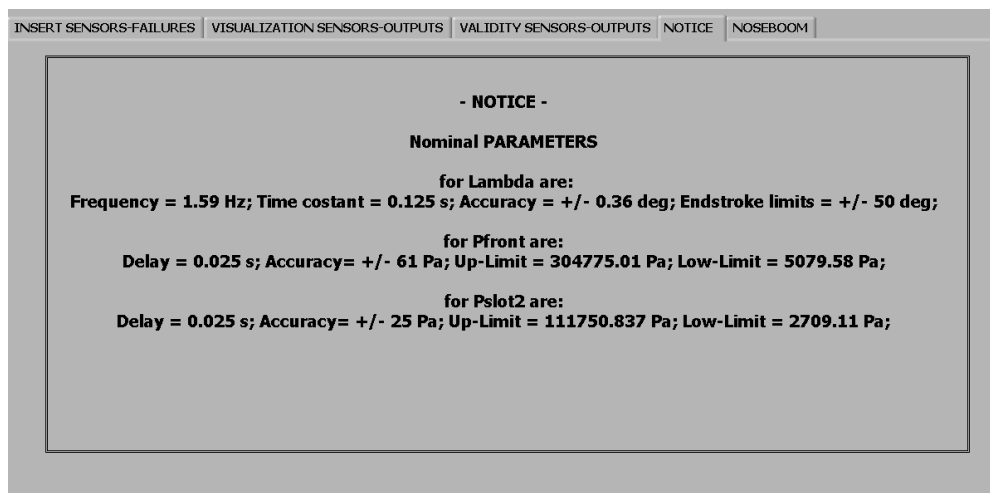 INSERT SENSORS-FAILURES VISUALIZATION SENSORS-OUTPUTS VALIDITY SENSORS-OUTPUTS NOTICE NOSEBOOM
- NOTICE -
Nominal PARAMETERS
for Lambda are:
Frequency = 1.59 Hz; Time costant = 0.125 s; Accuracy = +/- 0.36 deg; Endstroke limits = +/- 50 deg;
for Pfront are:
Delay = 0.025 s; Accuracy= +/- 61 Pa; Up-Limit = 304775.01 Pa; Low-Limit = 5079.58 Pa;
for Pslot2 are:
Delay = 0.025 s; Accuracy= +/- 25 Pa; Up-Limit = 111750.837 Pa; Low-Limit = 2709.11 Pa;